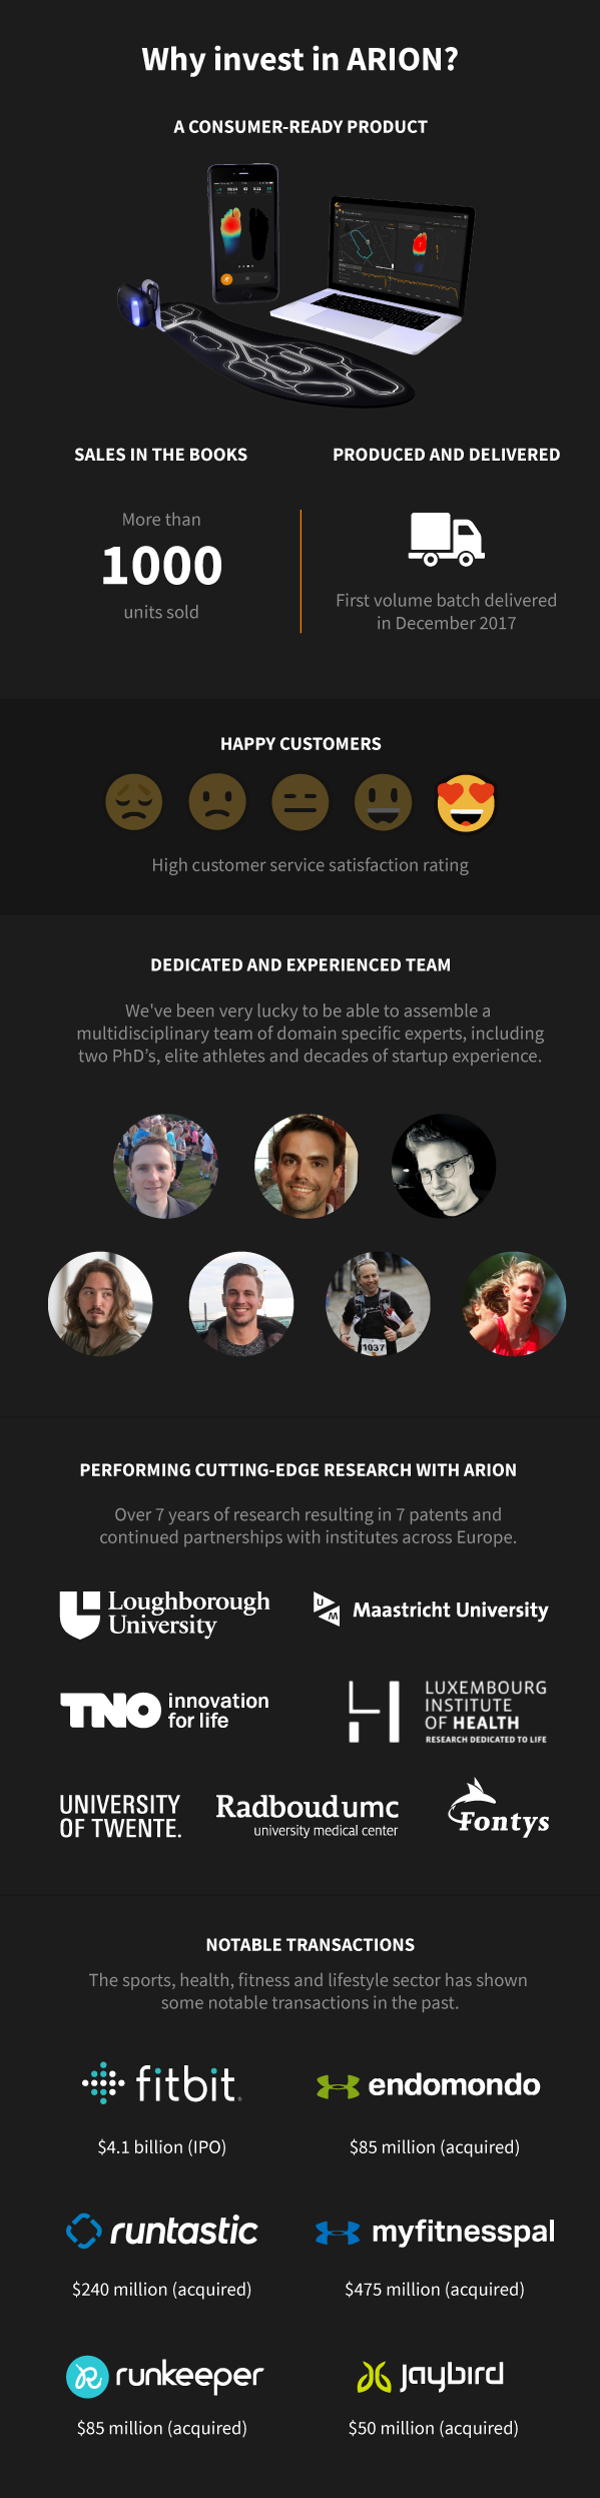 Why invest in ARION?
A CONSUMER-READY PRODUCT
SALES IN THE BOOKS
More than
1000
units sold
PRODUCED AND DELIVERED
First volume batch delivered
in December 2017
HAPPY CUSTOMERS
High customer service satisfaction rating
DEDICATED AND EXPERIENCED TEAM
We've been very lucky to be able to assemble a
multidisciplinary team of domain specific experts, including
two PhD's, elite athletes and decades of startup experience.
1037
PERFORMING CUTTING-EDGE RESEARCH WITH ARION
Over 7 years of research resulting in 7 patents and
continued partnerships with institutes across Europe.
Loughborough
University
UM
Maastricht University
TNO innovation
for life
LUXEMBOURG
INSTITUTE
OF HEALTH
RESEARCH DEDICATED TO LIFE
UNIVERSITY
OF TWENTE.
Radboudumc
university medical center
Fontys
NOTABLE TRANSACTIONS
The sports, health, fitness and lifestyle sector has shown
some notable transactions in the past.
fitbit
$4.1 billion (IPO)
endomondo
$85 million (acquired)
runtastic
$240 million (acquired)
myfitnesspal
$475 million (acquired)
runkeeper
$85 million (acquired)
jaybird
$50 million (acquired)